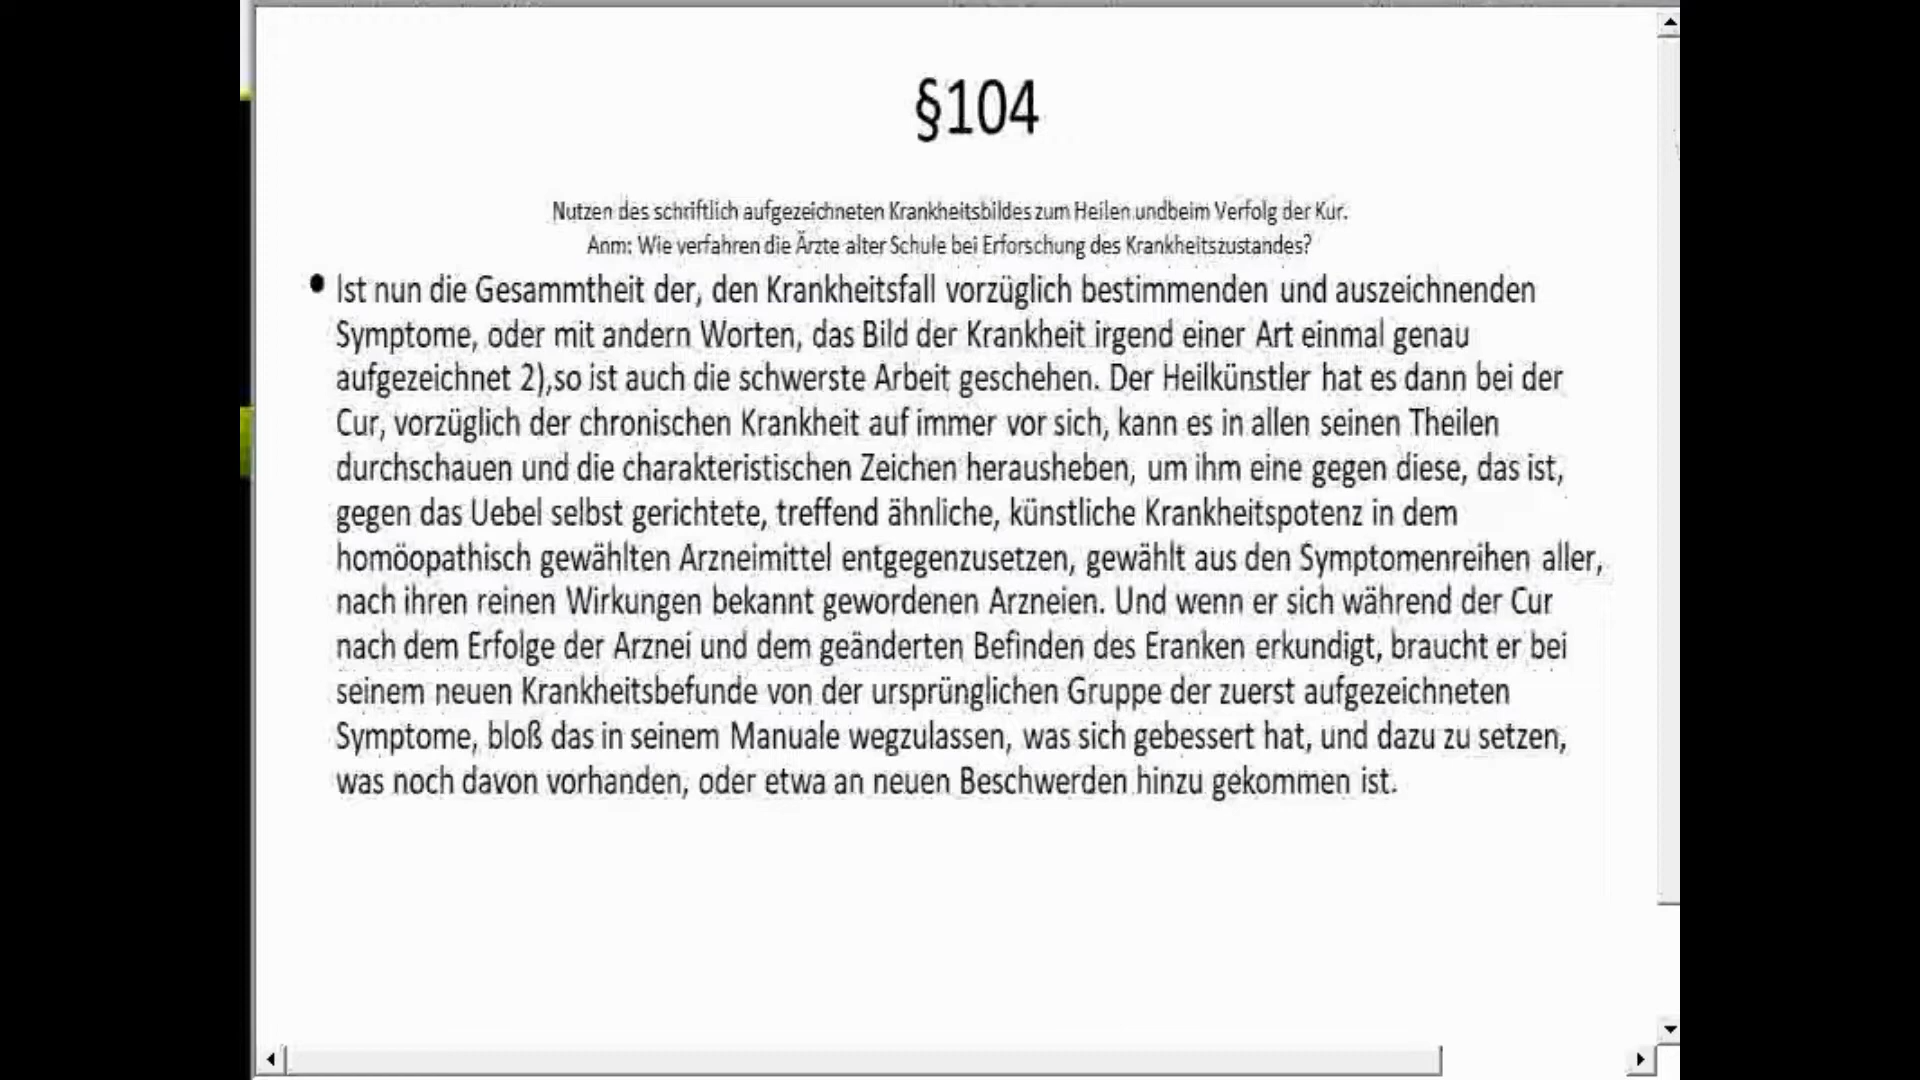 §104
Nutzen des schriftlich aufgezeichneten Krankheitsbildes zum Heilen undbeim Verfolg der Kur.
Anm: Wie verfahren die Ärzte alter Schule bei Erforschung des Krankheitszustandes?
• Ist nun die Gesammtheit der, den Krankheitsfall vorzüglich bestimmenden und auszeichnenden
Symptome, oder mit andern Worten, das Bild der Krankheit irgend einer Art einmal genau
aufgezeichnet 2),so ist auch die schwerste Arbeit geschehen. Der Heilkünstler hat es dann bei der
Cur, vorzüglich der chronischen Krankheit auf immer vor sich, kann es in allen seinen Theilen
durchschauen und die charakteristischen Zeichen herausheben, um ihm eine gegen diese, das ist,
gegen das Uebel selbst gerichtete, treffend ähnliche, künstliche Krankheitspotenz in dem
homöopathisch gewählten Arzneimittel entgegenzusetzen, gewählt aus den Symptomenreihen aller,
nach ihren reinen Wirkungen bekannt gewordenen Arzneien. Und wenn er sich während der Cur
nach dem Erfolge der Arznei und dem geänderten Befinden des Eranken erkundigt, braucht er bei
seinem neuen Krankheitsbefunde von der ursprünglichen Gruppe der zuerst aufgezeichneten
Symptome, bloß das in seinem Manuale wegzulassen, was sich gebessert hat, und dazu zu setzen,
was noch davon vorhanden, oder etwa an neuen Beschwerden hinzu gekommen ist.